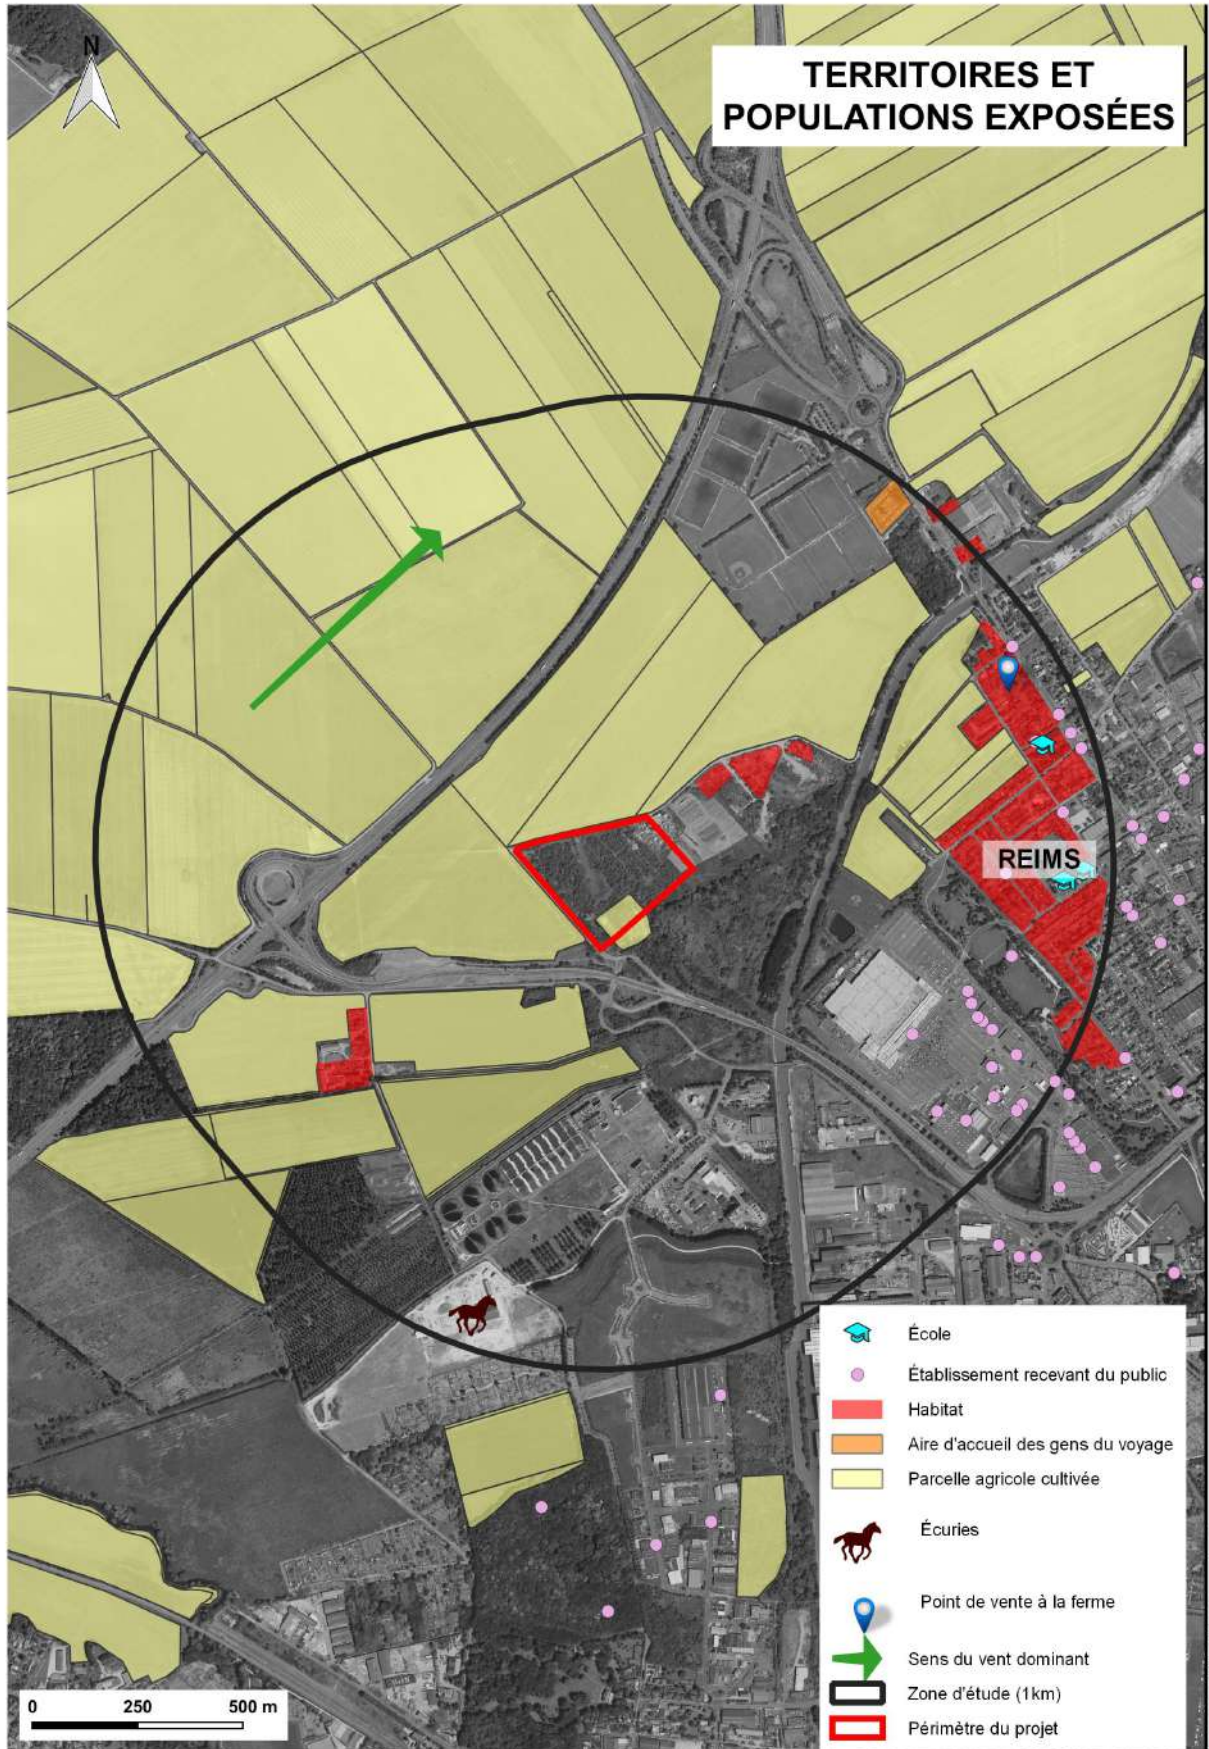 N
TERRITOIRES ET
POPULATIONS EXPOSÉES
REIMS
École
Établissement recevant du public
Habitat
Aire d'accueil des gens du voyage
Parcelle agricole cultivée
Écuries
Point de vente à la ferme
Sens du vent dominant
Zone d'étude (1km)
Périmètre du projet
0 250 500 m